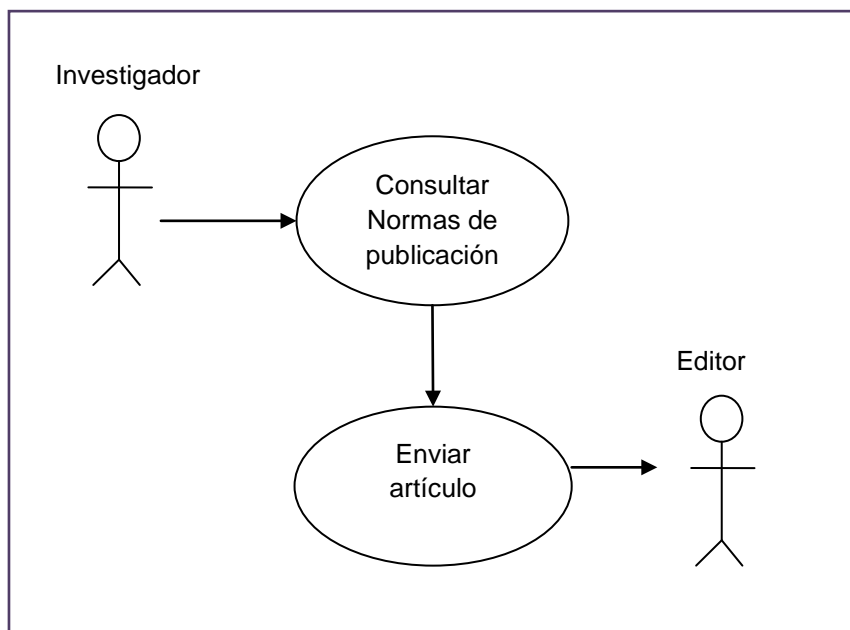 Investigador
Consultar
Normas de
publicación
Editor
Enviar
artículo